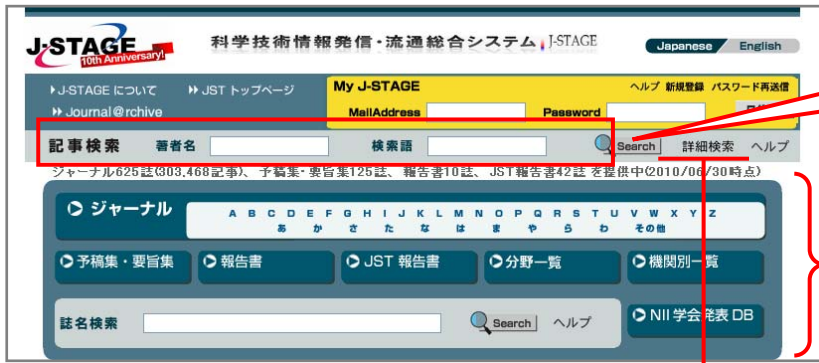 J-STAGE
10th Anniversary!
科学技術情報発信・流通総合システム J-STAGE
Japanese English
J-STAGE について JST トップページ
Journal@rchive
My J-STAGE
ヘルプ 新規登録 パスワード再送信
MailAddress Password
記事検索 著者名 検索語 Search 詳細検索 ヘルプ
ジャーナル625誌(303,468記事)、予稿集・要旨集125誌、報告書10誌、JST報告書42誌 を提供中(2010/06/30時点)
ジャーナル
A B C D E F G H I J K L M N O P Q R S T U V W X Y Z
あ か さ た な は ま や ら わ その他
予稿集・要旨集 報告書 JST 報告書 分野一覧 機関別一覧
誌名検索 Search ヘルプ NII 学会発表 DB